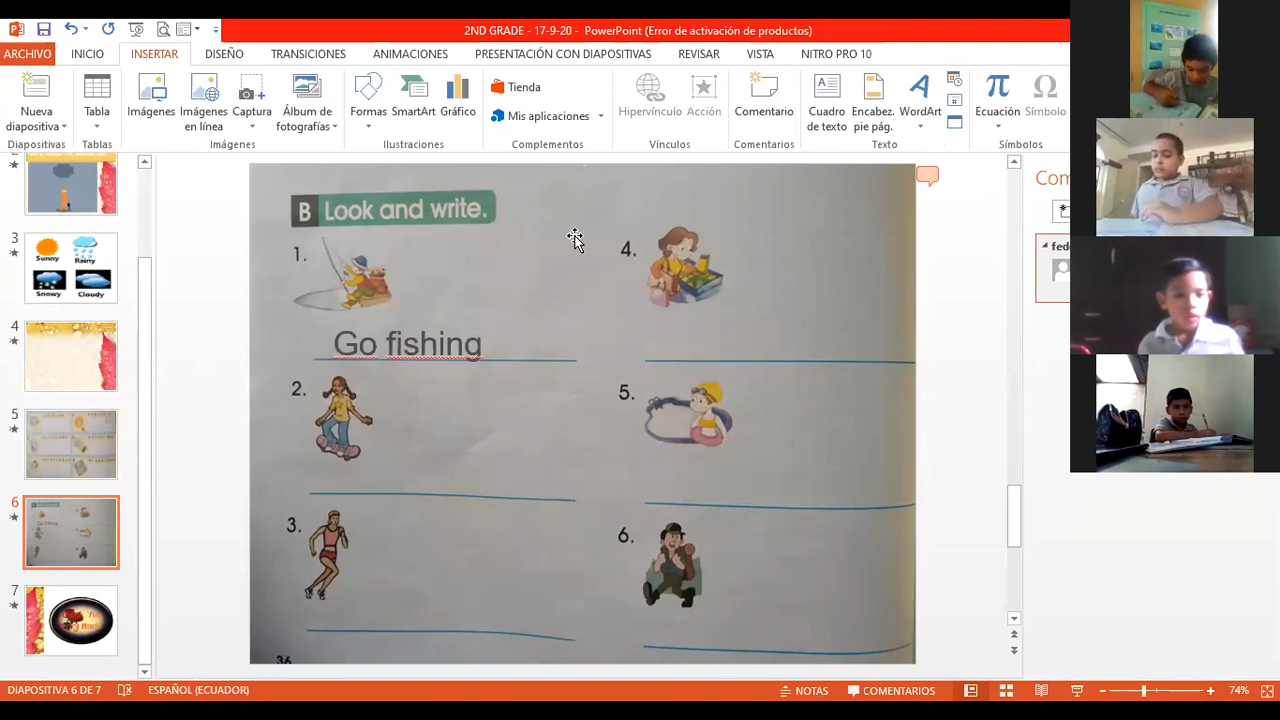 2ND GRADE - 17-9-20 - PowerPoint (Error de activación de productos)
ARCHIVO INICIO INSERTAR DISEÑO TRANSICIONES ANIMACIONES PRESENTACIÓN CON DIAPOSITIVAS REVISAR VISTA NITRO PRO 10
Nueva diapositiva
Tabla
Imágenes
Imágenes en línea
Captura
Álbum de fotografías
Formas
SmartArt
Gráfico
Tienda
Mis aplicaciones
Hipervínculo
Acción
Comentario
Cuadro de texto
Encabez. pie pág.
WordArt
Ecuación
Símbolo
Diapositivas Tablas Imágenes Ilustraciones Complementos Vínculos Comentarios Texto Símbolos
3
Sunny Rainy
Snowy Cloudy
4
5
6
7
B Look and write.
1.
Go fishing
2.
3.
4.
5.
6.
36
DIAPOSITIVA 6 DE 7 ESPAÑOL (ECUADOR) NOTAS COMENTARIOS 74%